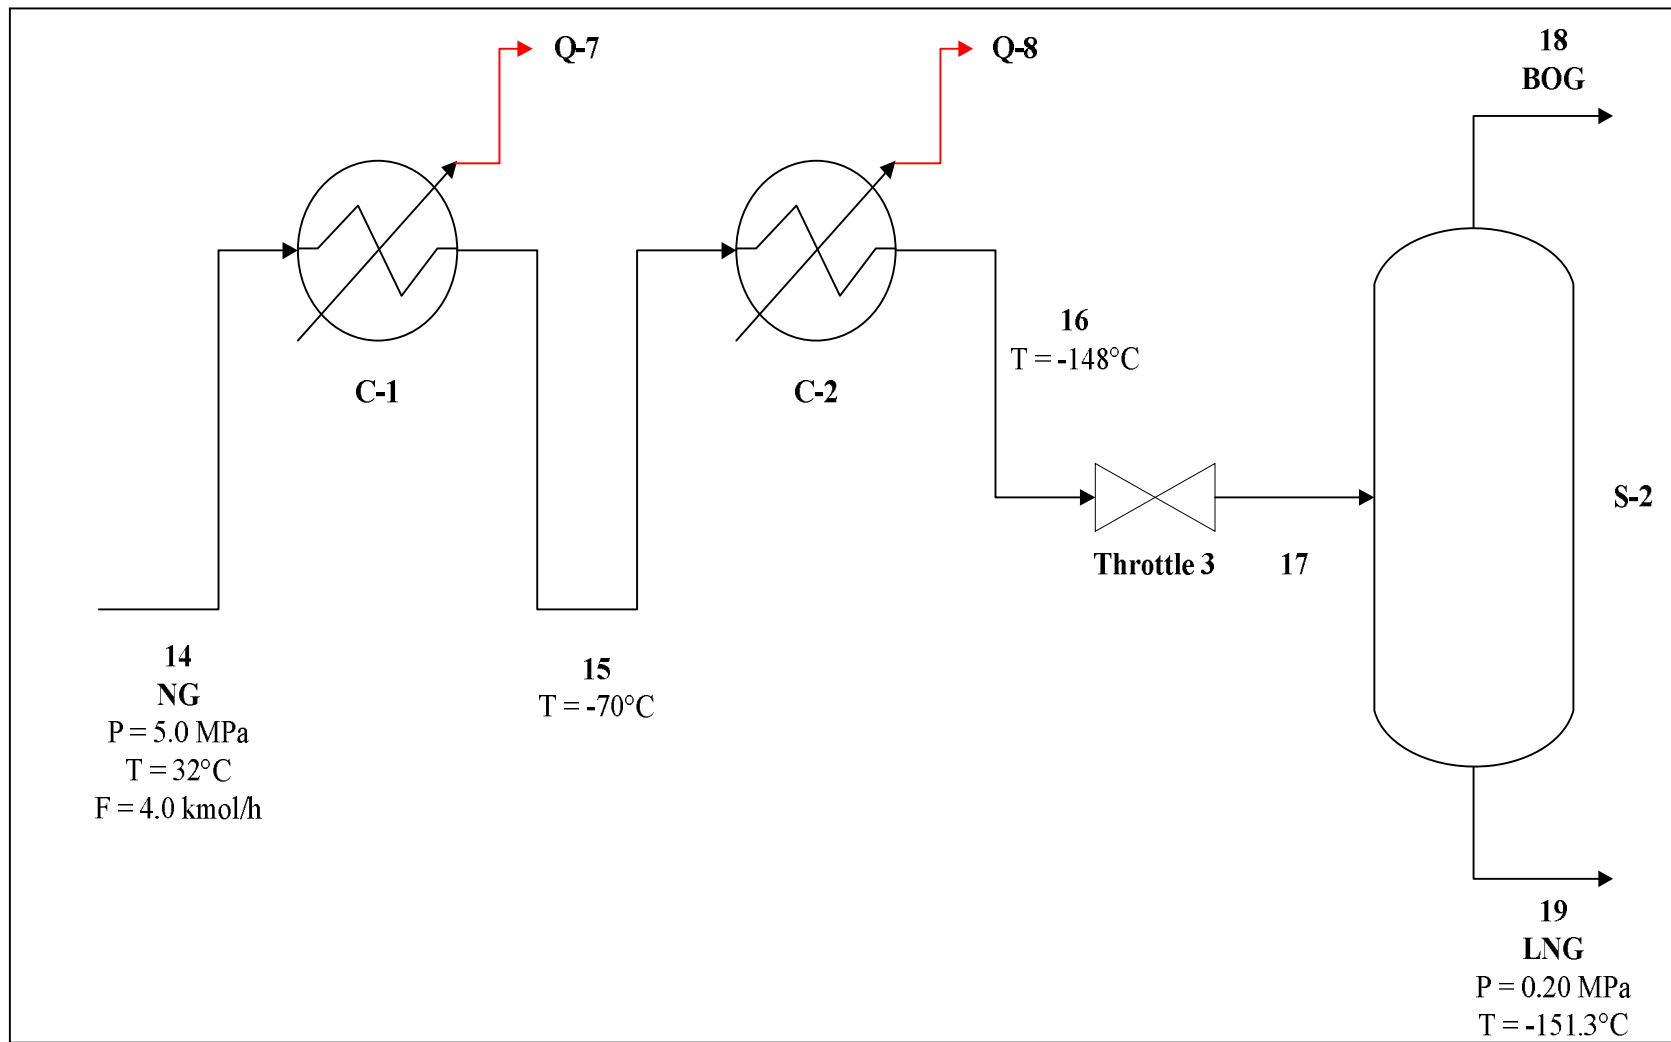 Q-7
Q-8
18
BOG
C-1
C-2
16
T = -148°C
S-2
Throttle 3
17
14
NG
P = 5.0 MPa
T = 32°C
F = 4.0 kmol/h
15
T = -70°C
19
LNG
P = 0.20 MPa
T = -151.3°C